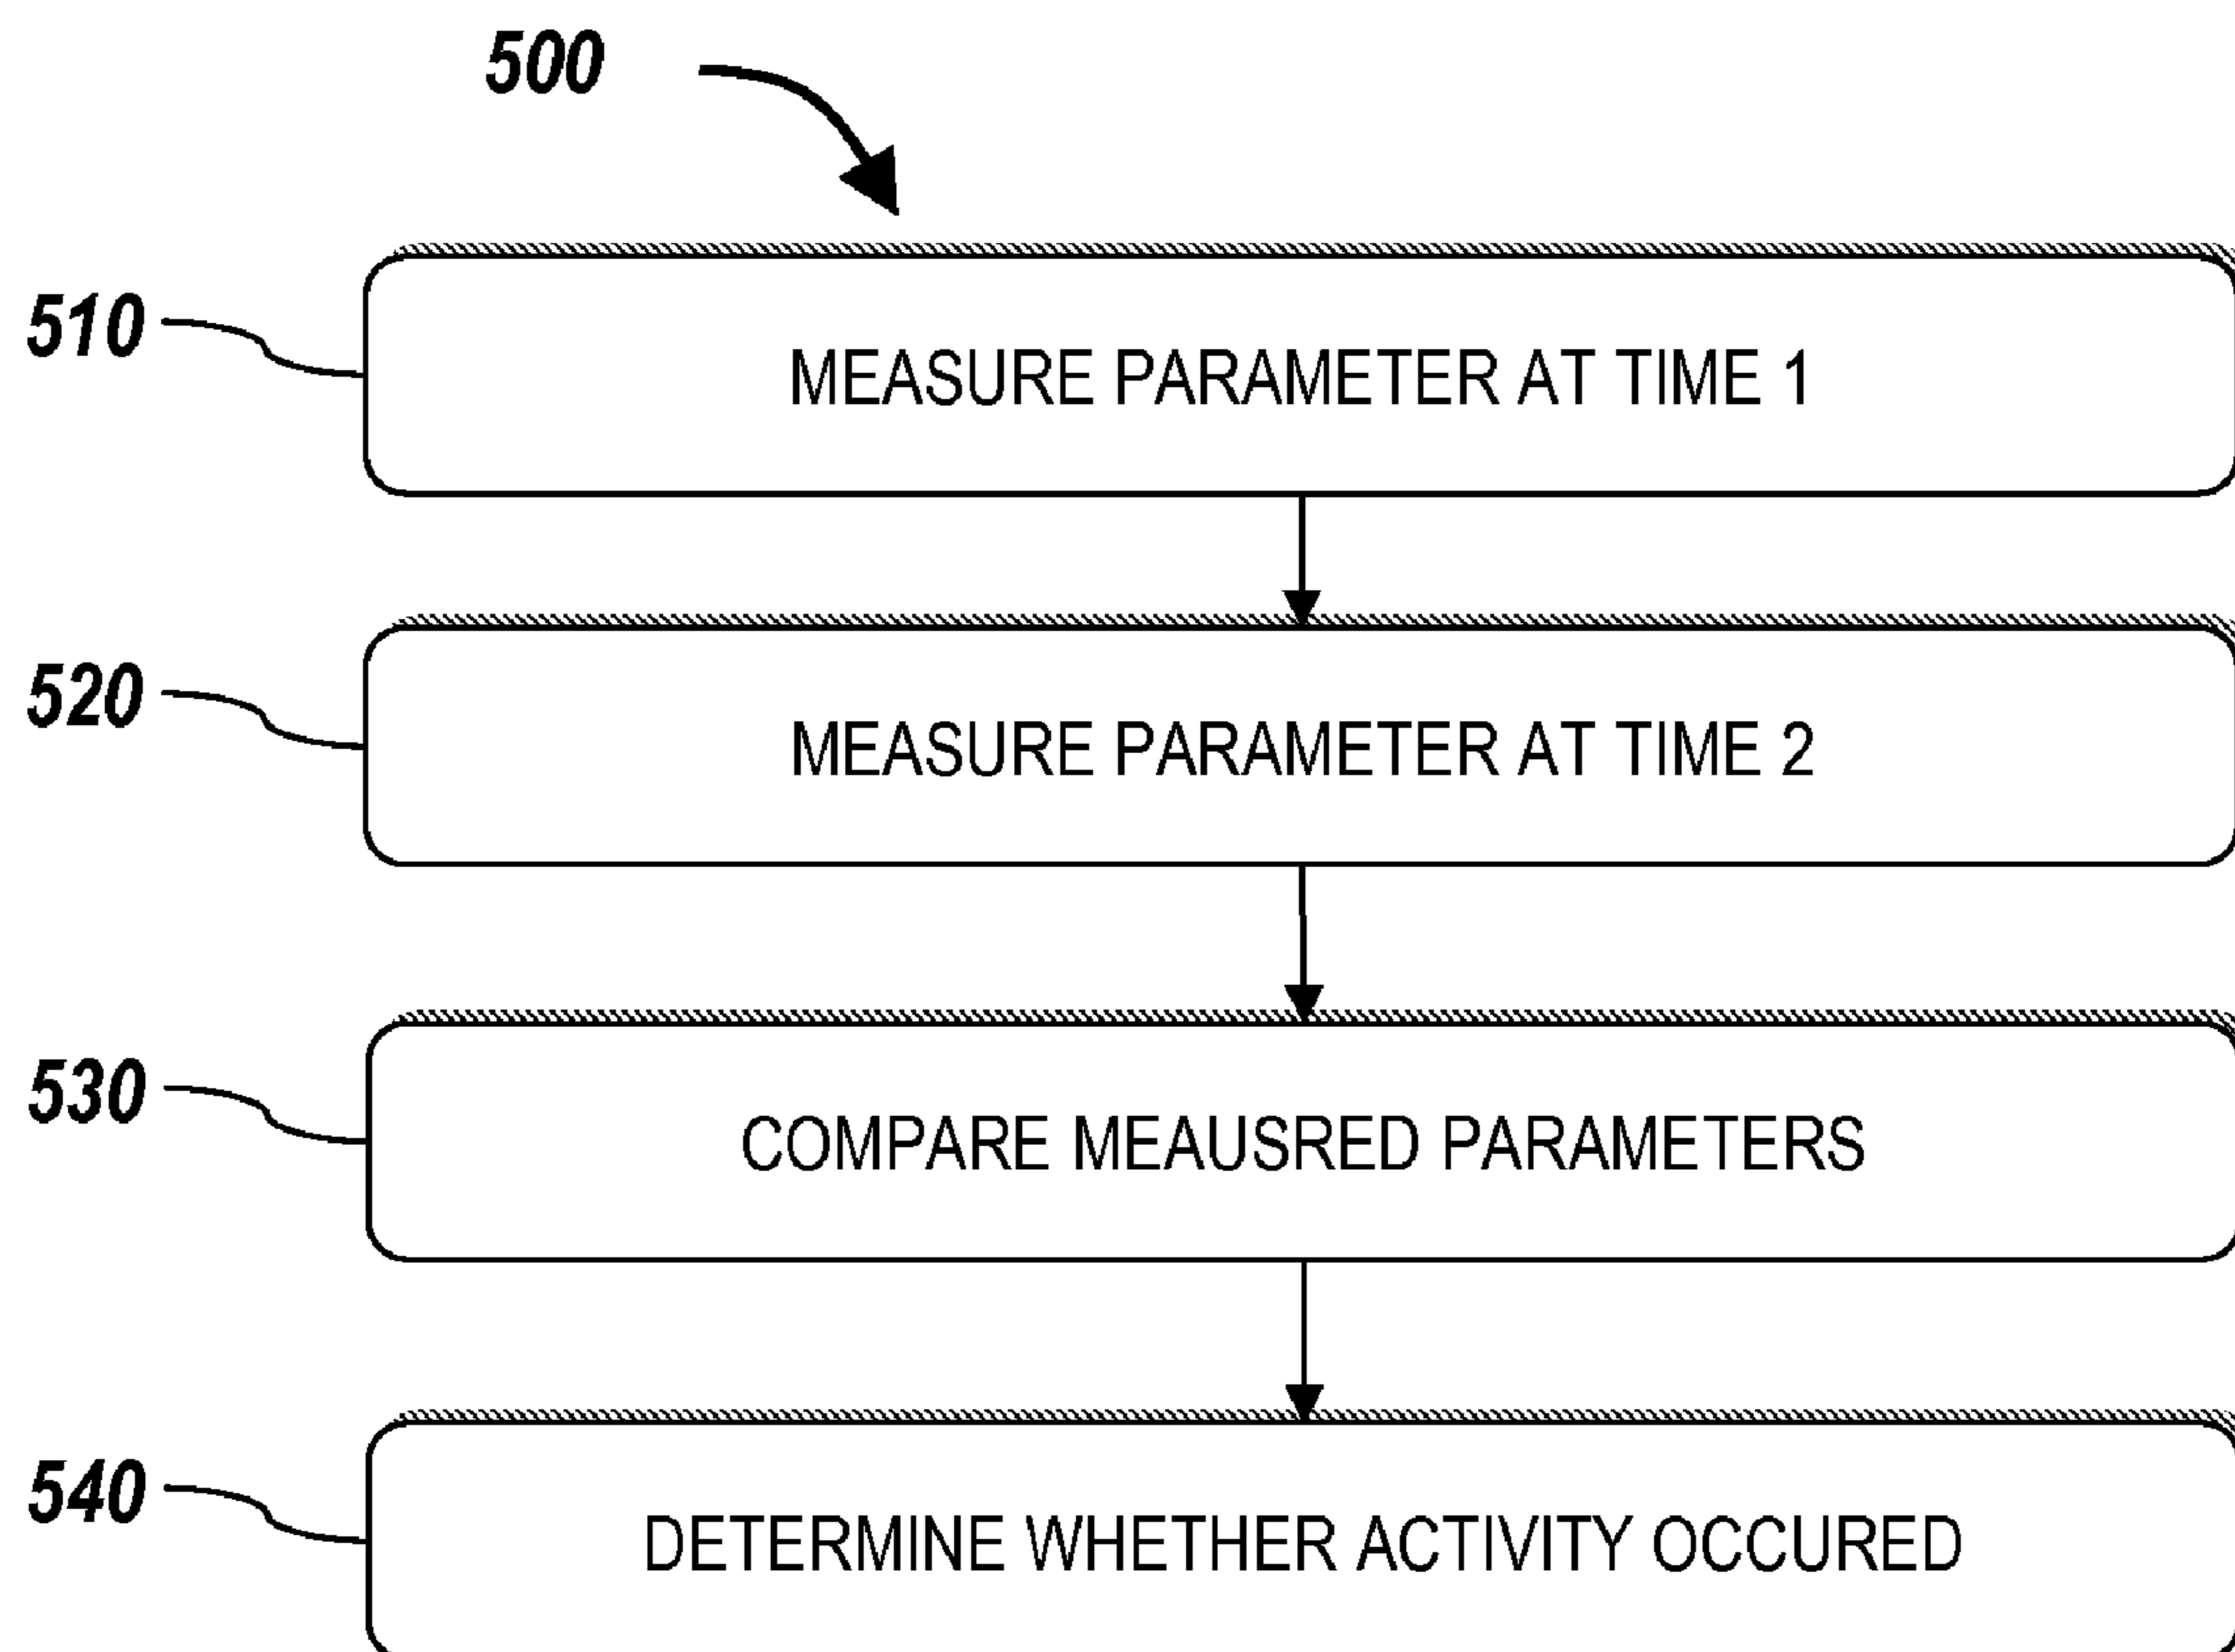 500
510
MEASURE PARAMETER AT TIME 1
520
MEASURE PARAMETER AT TIME 2
530
COMPARE MEAUSRED PARAMETERS
540
DETERMINE WHETHER ACTIVITY OCCURED